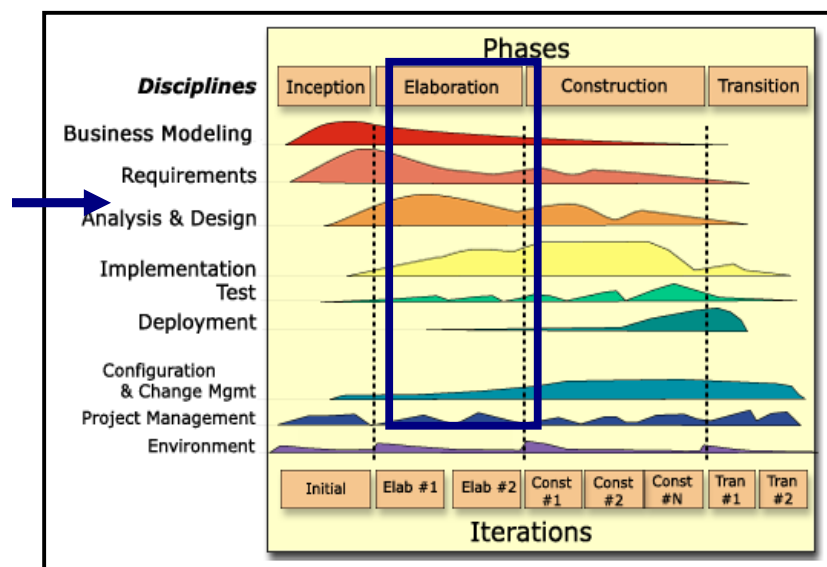 Phases
Disciplines Inception Elaboration Construction Transition
Business Modeling
Requirements
Analysis & Design
Implementation
Test
Deployment
Configuration
& Change Mgmt
Project Management
Environment
Initial Elab #1 Elab #2 Const #1 Const #2 Const #N Tran #1 Tran #2
Iterations